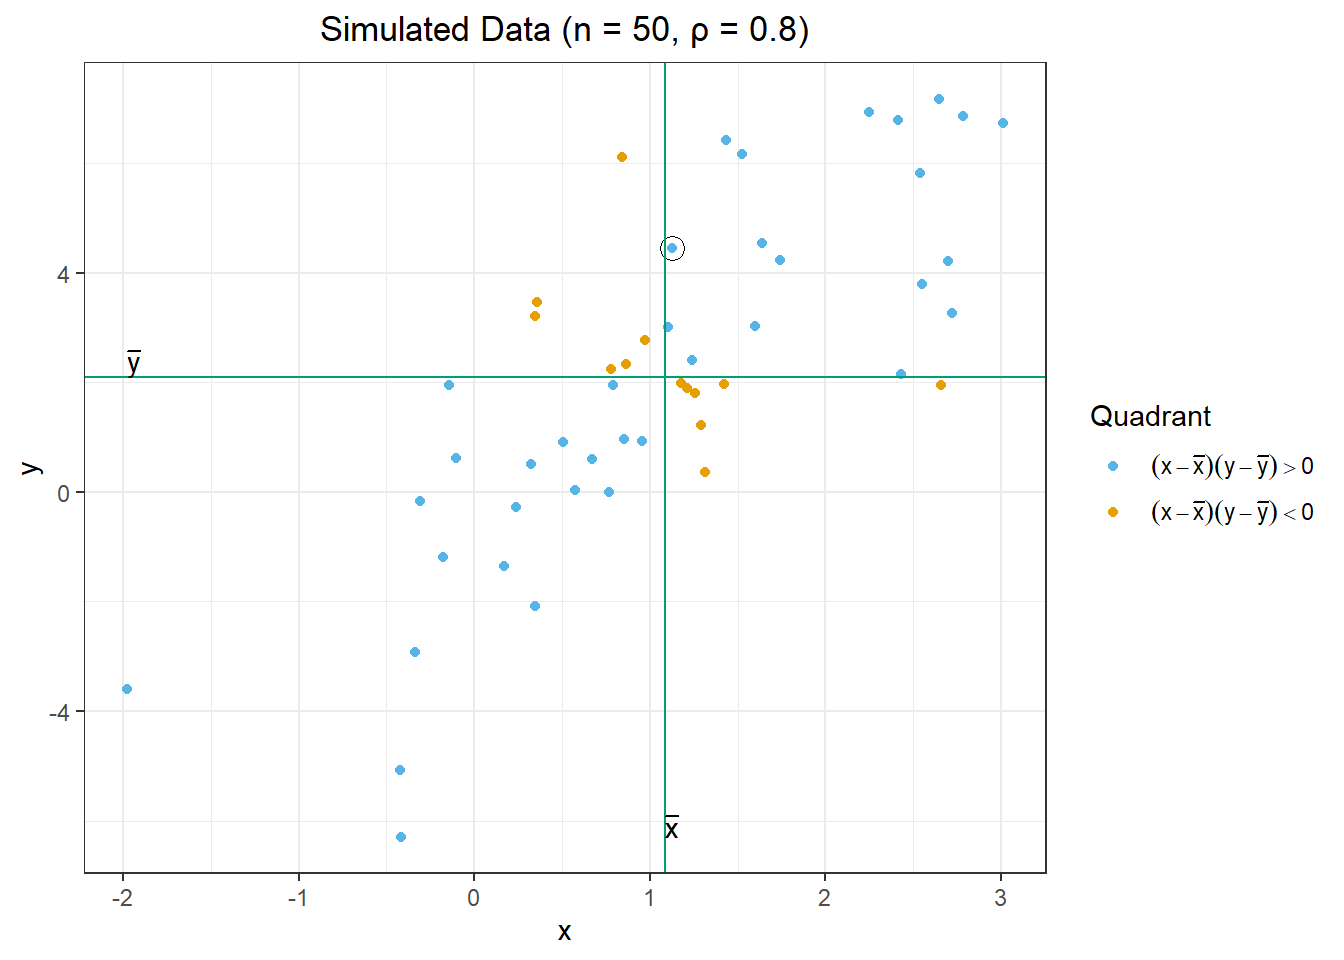 Simulated Data (n = 50, ρ = 0.8)
4
0
-4
y
y̅
x̅
-2 -1 0 1 2 3
x
Quadrant
(x − x̅)(y − y̅) > 0
(x − x̅)(y − y̅) < 0